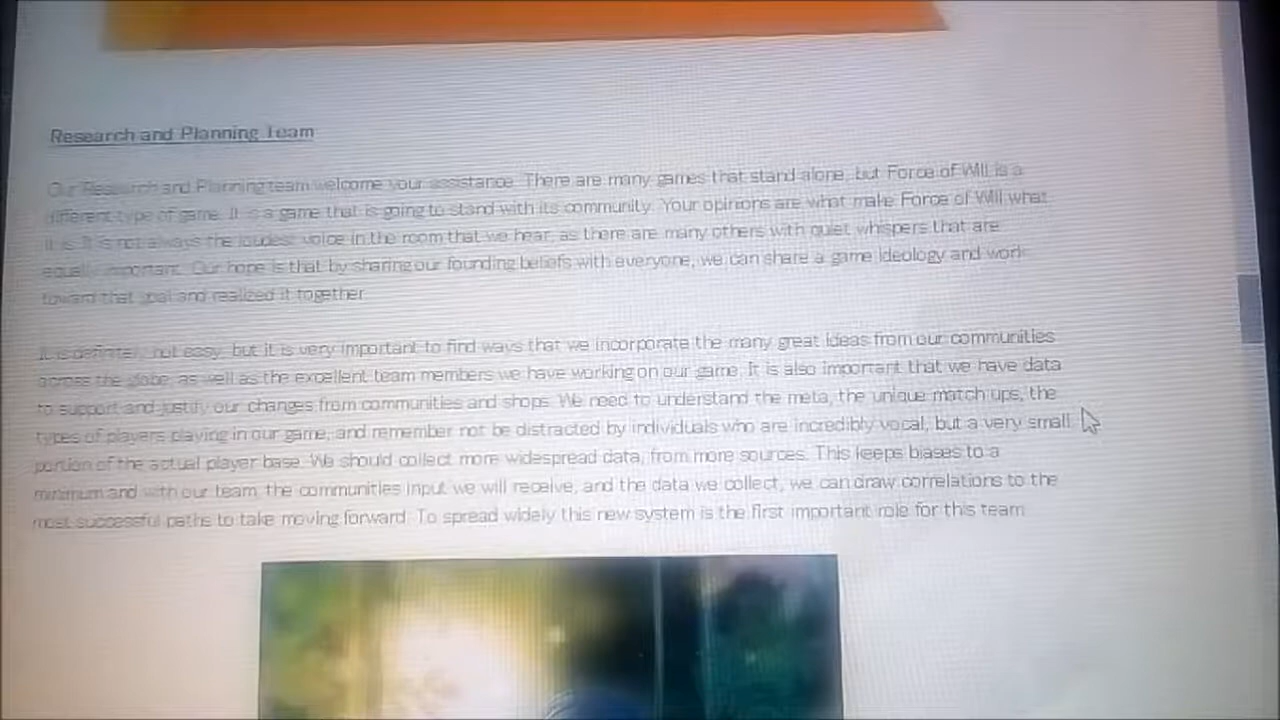 Research and Planning Team
Our Research and Planning team welcome your assistance. There are many games that stand alone, but Force of Will is a
different type of game. It is a game that is going to stand with its community. Your opinions are what make Force of Will what
it is. It is not always the loudest voice in the room that we hear, as there are many others with quiet whispers that are
equally important. Our hope is that by sharing our founding beliefs with everyone, we can share a game ideology and work
toward that goal and realized it together.
It is definitely not easy, but it is very important to find ways that we incorporate the many great ideas from our communities
across the globe, as well as the excellent team members we have working on our game. It is also important that we have data
to support and justify our changes from communities and shops. We need to understand the meta, the unique match ups, the
types of players playing in our game, and remember not be distracted by individuals who are incredibly vocal, but a very small
portion of the actual player base. We should collect more widespread data, from more sources. This keeps biases to a
minimum and with our team, the communities input we will receive, and the data we collect, we can draw correlations to the
most successful paths to take moving forward. To spread widely this new system is the first important role for this team.